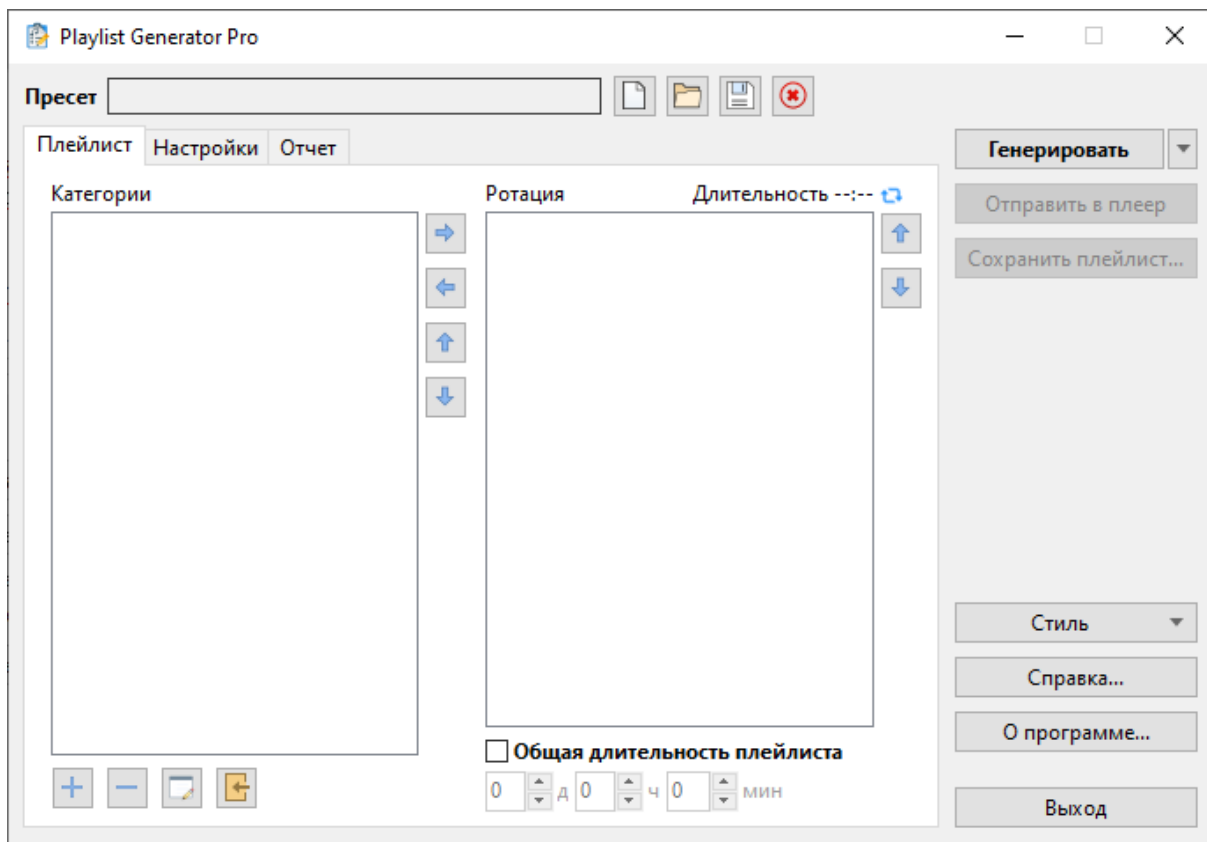 Playlist Generator Pro
Пресет
Плейлист Настройки Отчет
Генерировать
Категории
Ротация Длительность --:--
Отправить в плеер
Сохранить плейлист...
Стиль
Справка...
О программе...
Общая длительность плейлиста
0 д 0 ч 0 мин
Выход